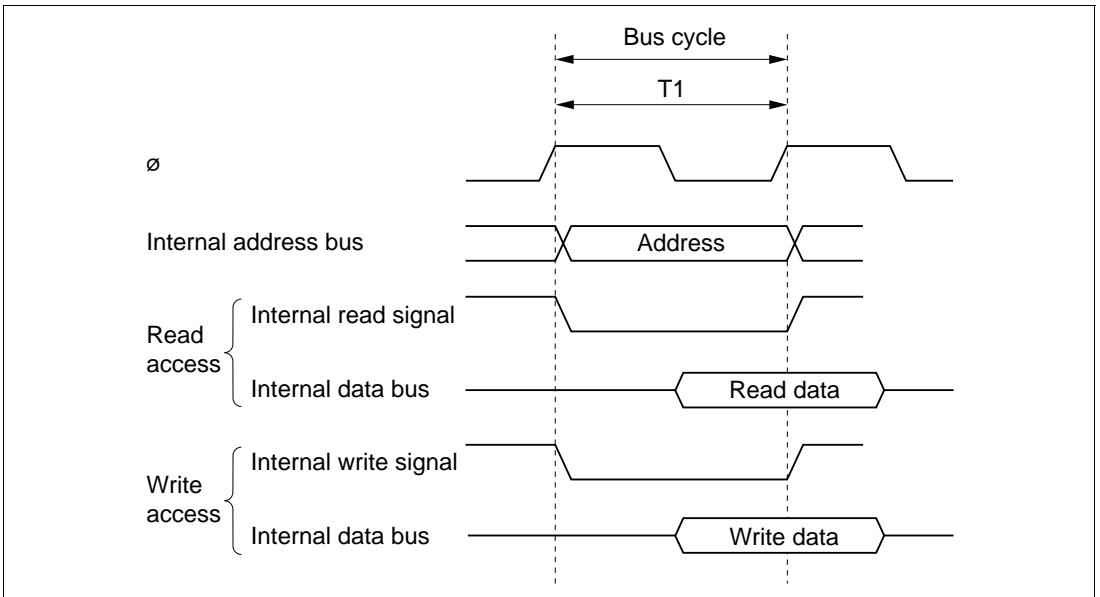 Bus cycle
T1
ø
Internal address bus
Address
Read
access
Internal read signal
Internal data bus
Read data
Write
access
Internal write signal
Internal data bus
Write data